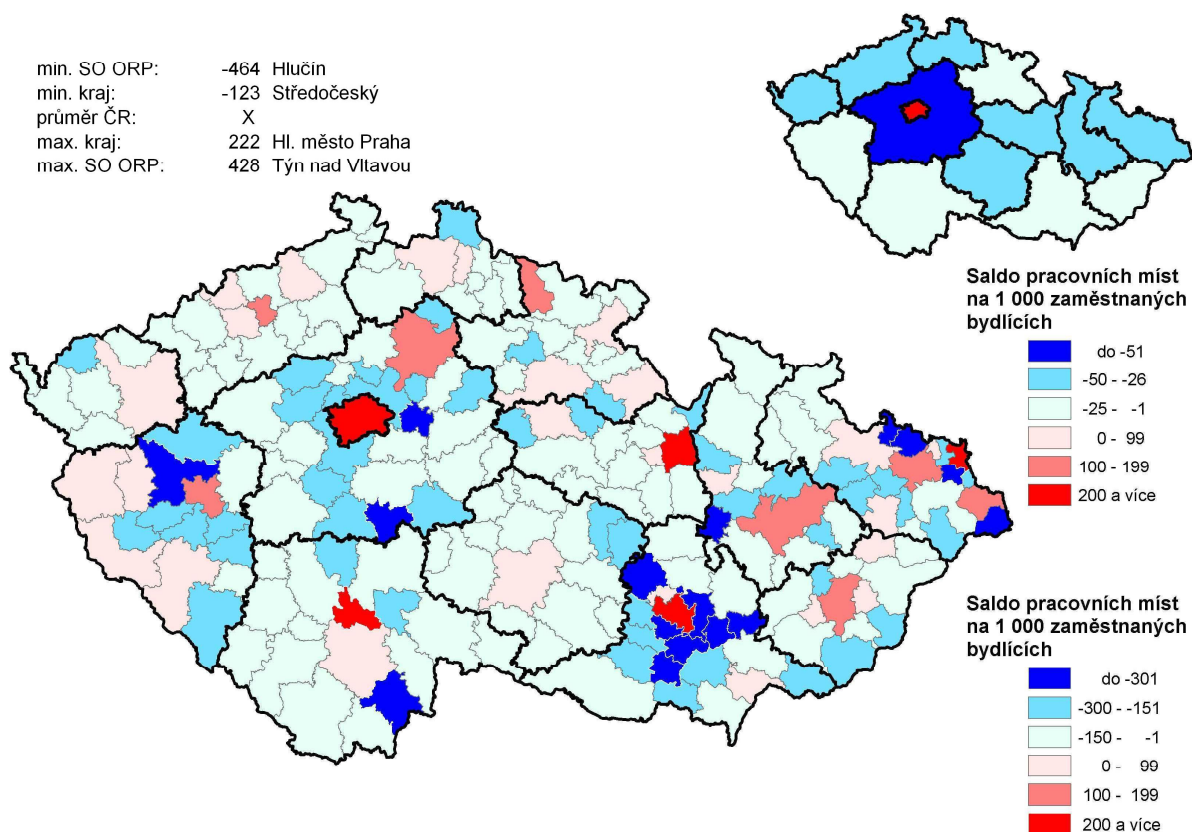 min. SO ORP: -464 Hlučín
min. kraj: -123 Středočeský
průměr ČR: X
max. kraj: 222 Hl. město Praha
max. SO ORP: 428 Týn nad Vltavou
Saldo pracovních míst
na 1 000 zaměstnaných
bydlících
do -51
-50 - -26
-25 - -1
0 - 99
100 - 199
200 a více
Saldo pracovních míst
na 1 000 zaměstnaných
bydlících
do -301
-300 - -151
-150 - -1
0 - 99
100 - 199
200 a více